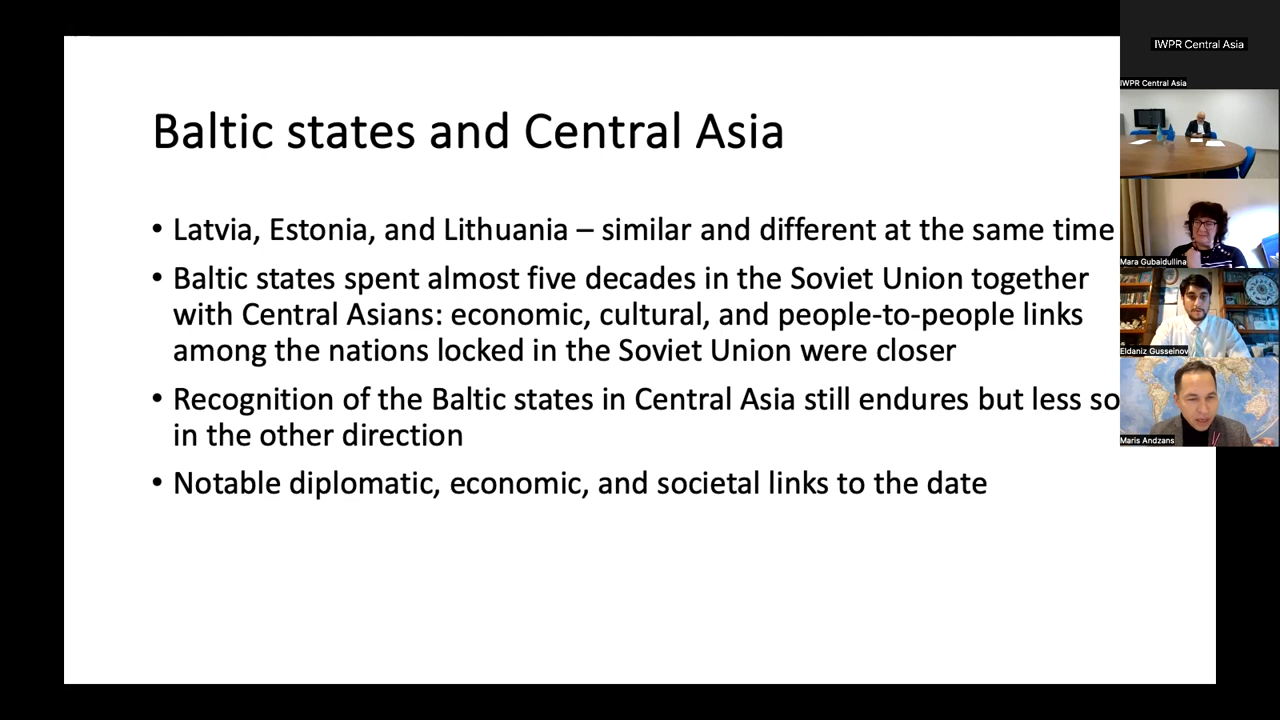 Baltic states and Central Asia
• Latvia, Estonia, and Lithuania – similar and different at the same time
• Baltic states spent almost five decades in the Soviet Union together
with Central Asians: economic, cultural, and people-to-people links
among the nations locked in the Soviet Union were closer
• Recognition of the Baltic states in Central Asia still endures but less so
in the other direction
• Notable diplomatic, economic, and societal links to the date
IWPR Central Asia
IWPR Central Asia
Mara Gubaidullina
Eldaniz Gusseinov
Maris Andzans